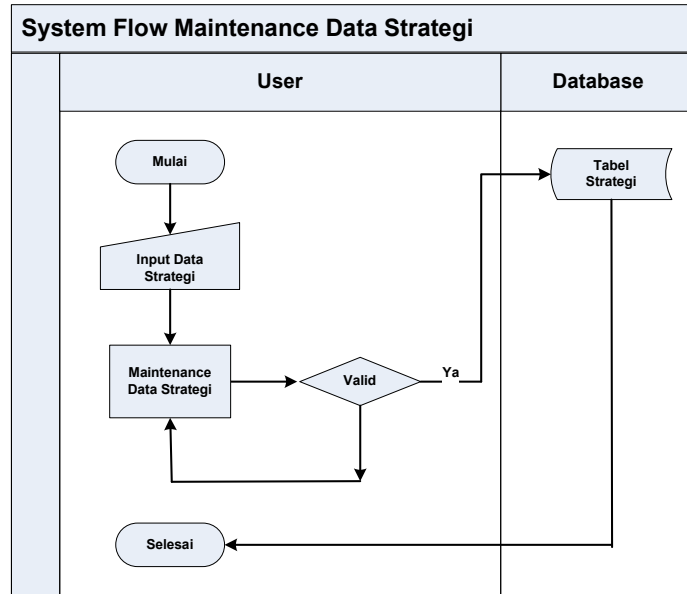 System Flow Maintenance Data Strategi
User
Database
Mulai
Tabel
Strategi
Input Data
Strategi
Maintenance
Data Strategi
Valid
Ya
Selesai